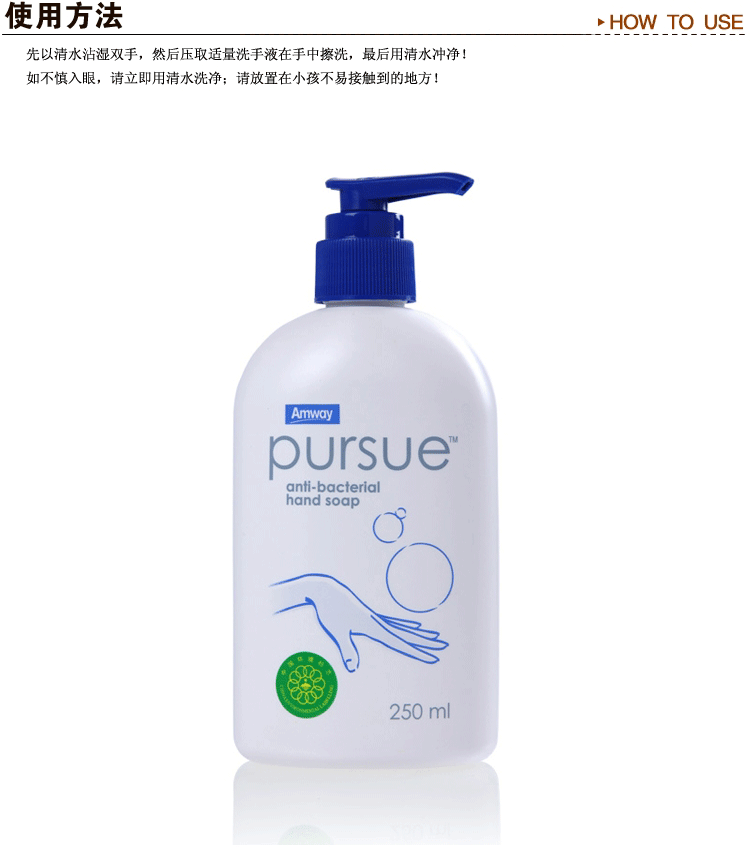 使用方法
HOW TO USE
先以清水沾湿双手，然后压取适量洗手液在手中擦洗，最后用清水冲净！
如不慎入眼，请立即用清水洗净；请放置在小孩不易接触到的地方！
Amway
pursue™
anti-bacterial
hand soap
250 ml